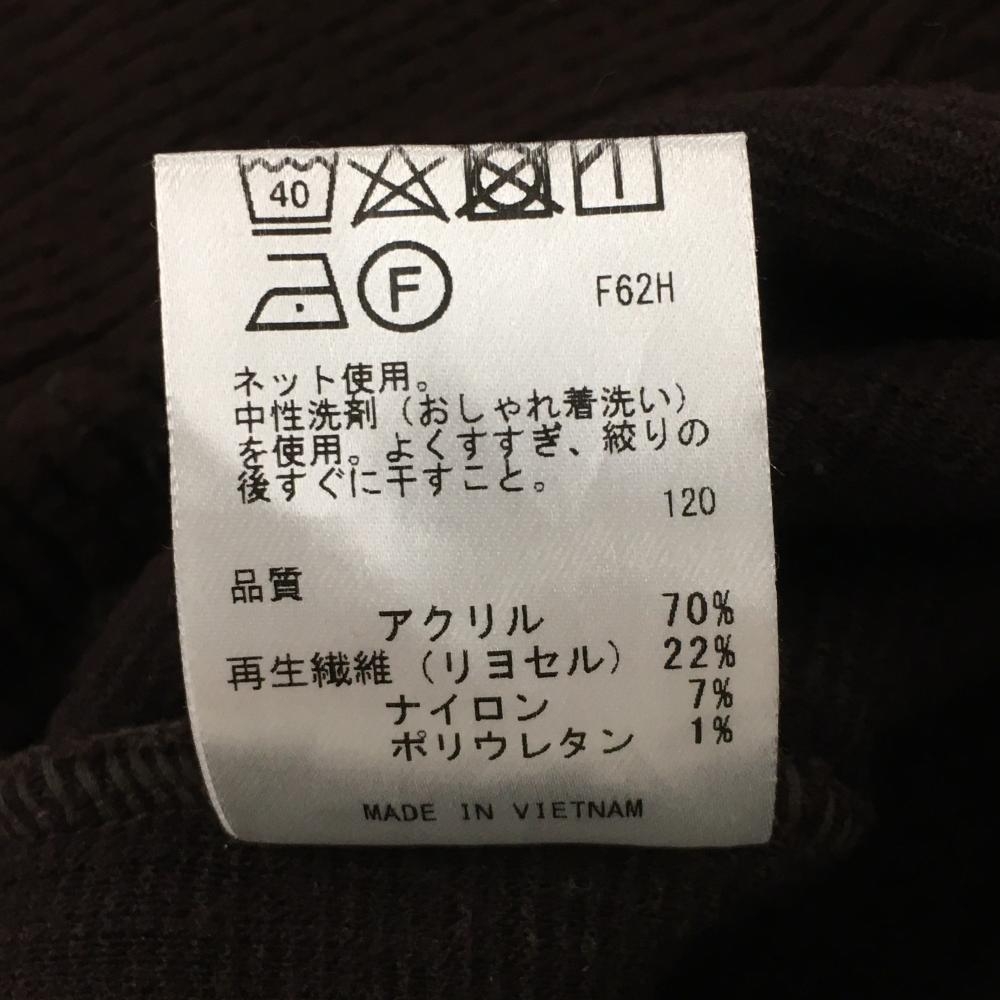 40
F
F62H
ネット使用。
中性洗剤（おしゃれ着洗い）
を使用。よくすすぎ、絞りの
後すぐに干すこと。
120
品質
アクリル 70%
再生繊維（リヨセル） 22%
ナイロン 7%
ポリウレタン 1%
MADE IN VIETNAM